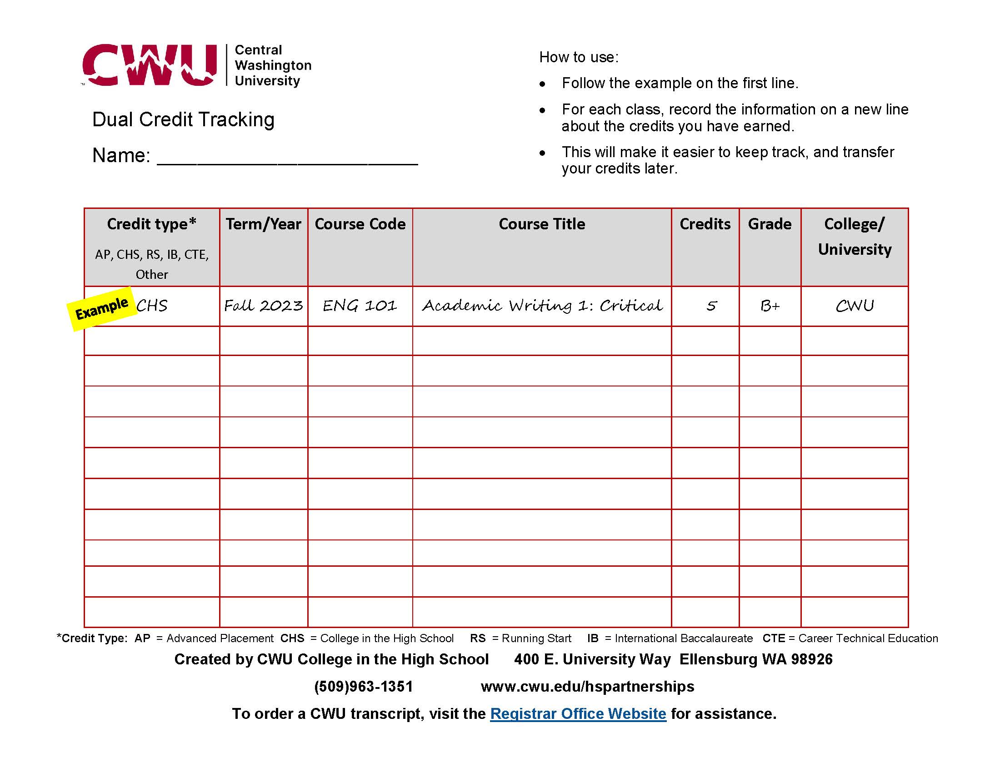 CWU
Central
Washington
University
™
Dual Credit Tracking
Name: __________________________
How to use:
• Follow the example on the first line.
• For each class, record the information on a new line
about the credits you have earned.
• This will make it easier to keep track, and transfer
your credits later.
Credit type* Term/Year Course Code Course Title Credits Grade College/
University
AP, CHS, RS, IB, CTE,
Other
Example CHS Fall 2023 ENG 101 Academic Writing 1: Critical 5 B+ CWU
*Credit Type: AP = Advanced Placement CHS = College in the High School RS = Running Start IB = International Baccalaureate CTE = Career Technical Education
Created by CWU College in the High School 400 E. University Way Ellensburg WA 98926
(509)963-1351 www.cwu.edu/hspartnerships
To order a CWU transcript, visit the Registrar Office Website for assistance.